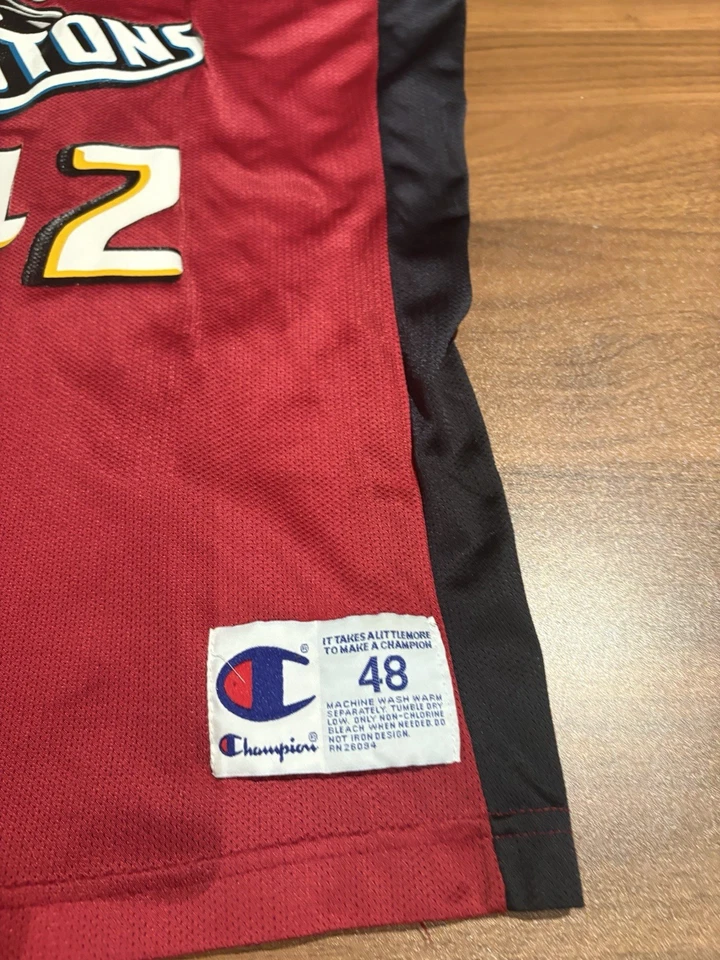 TONS
2
IT TAKES A LITTLE MORE
TO MAKE A CHAMPION
48
MACHINE WASH WARM
SEPARATELY. TUMBLE DRY
LOW. ONLY NON-CHLORINE
BLEACH WHEN NEEDED. DO
NOT IRON DESIGN.
RN 26094
®
Champion®